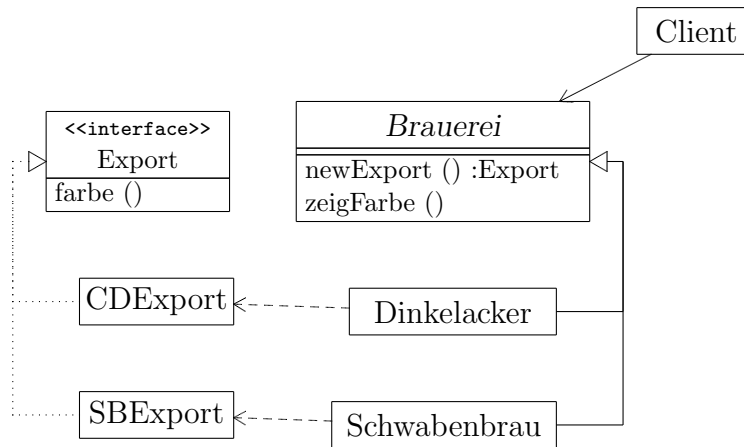 Client
<<interface>>
Export
farbe ()
Brauerei
newExport () :Export
zeigFarbe ()
CDExport
Dinkelacker
SBExport
Schwabenbrau